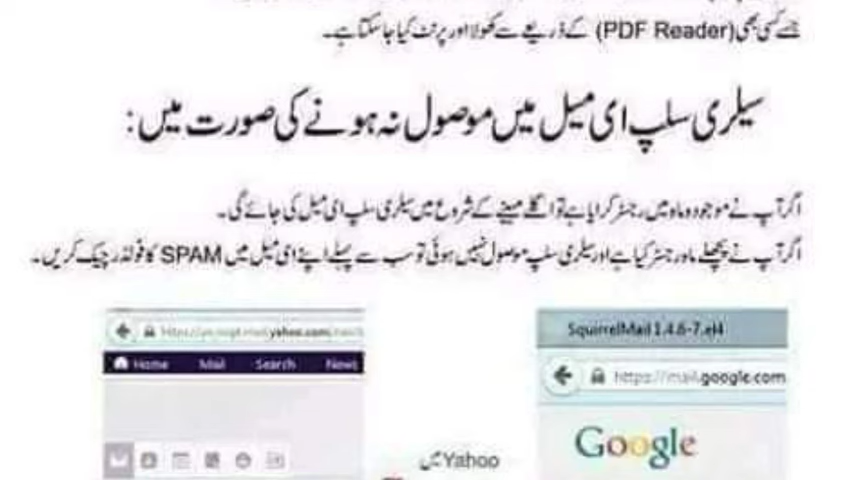 جسے کسی بھی (PDF Reader) کے ذریعے سے کھولا اور پرنٹ کیا جا سکتا ہے۔
سیلری سلپ ای میل میں موصول نہ ہونے کی صورت میں:
اگر آپ نے موجودہ ماہ میں رجسٹر کرایا ہے تو اگلے مہینے کے شروع میں سیلری سلپ ای میل کی جائے گی۔
اگر آپ نے پچھلے ماہ رجسٹر کیا ہے اور سیلری سلپ موصول نہیں ہوئی تو سب سے پہلے اپنے ای میل میں SPAM کا فولڈر چیک کریں۔
SquirrelMail 1.4.6-7.el4
yahoo.com
https://mail.google.com
Home Mail Search News
Google
Yahoo میں